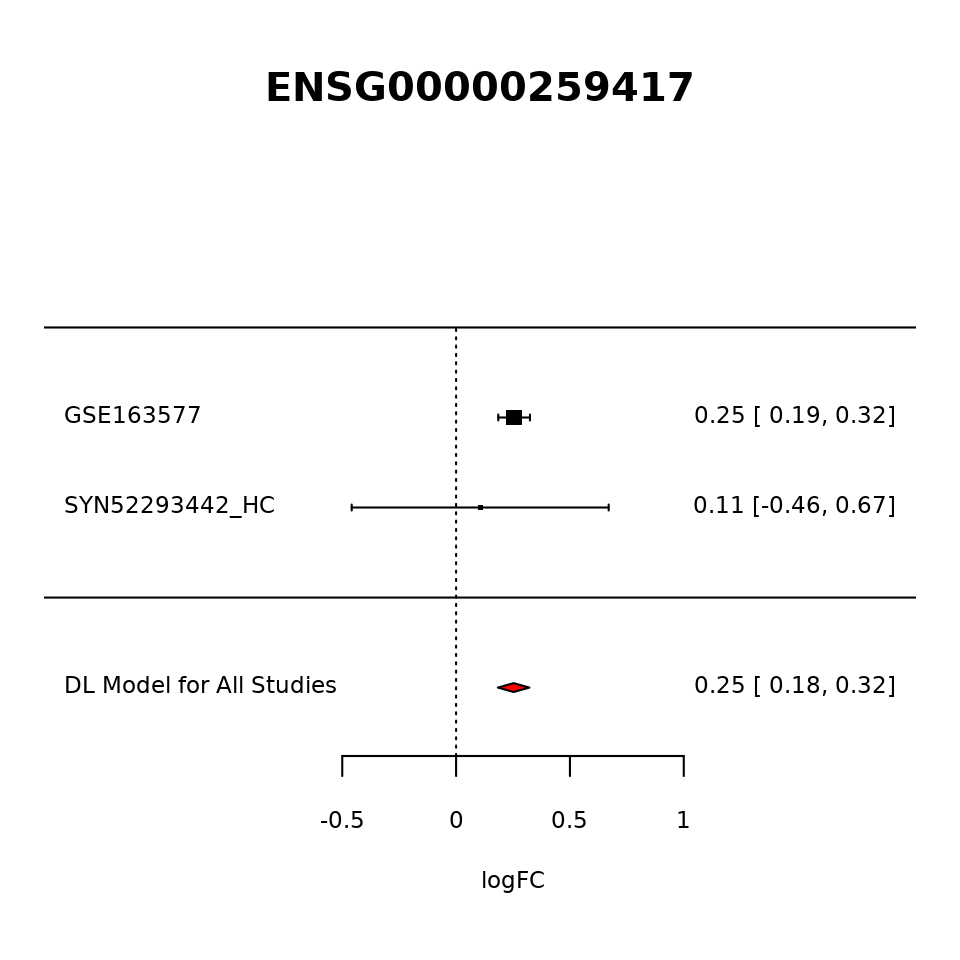 ENSG00000259417
GSE163577 0.25 [ 0.19, 0.32]
SYN52293442_HC 0.11 [-0.46, 0.67]
DL Model for All Studies 0.25 [ 0.18, 0.32]
-0.5 0 0.5 1
logFC